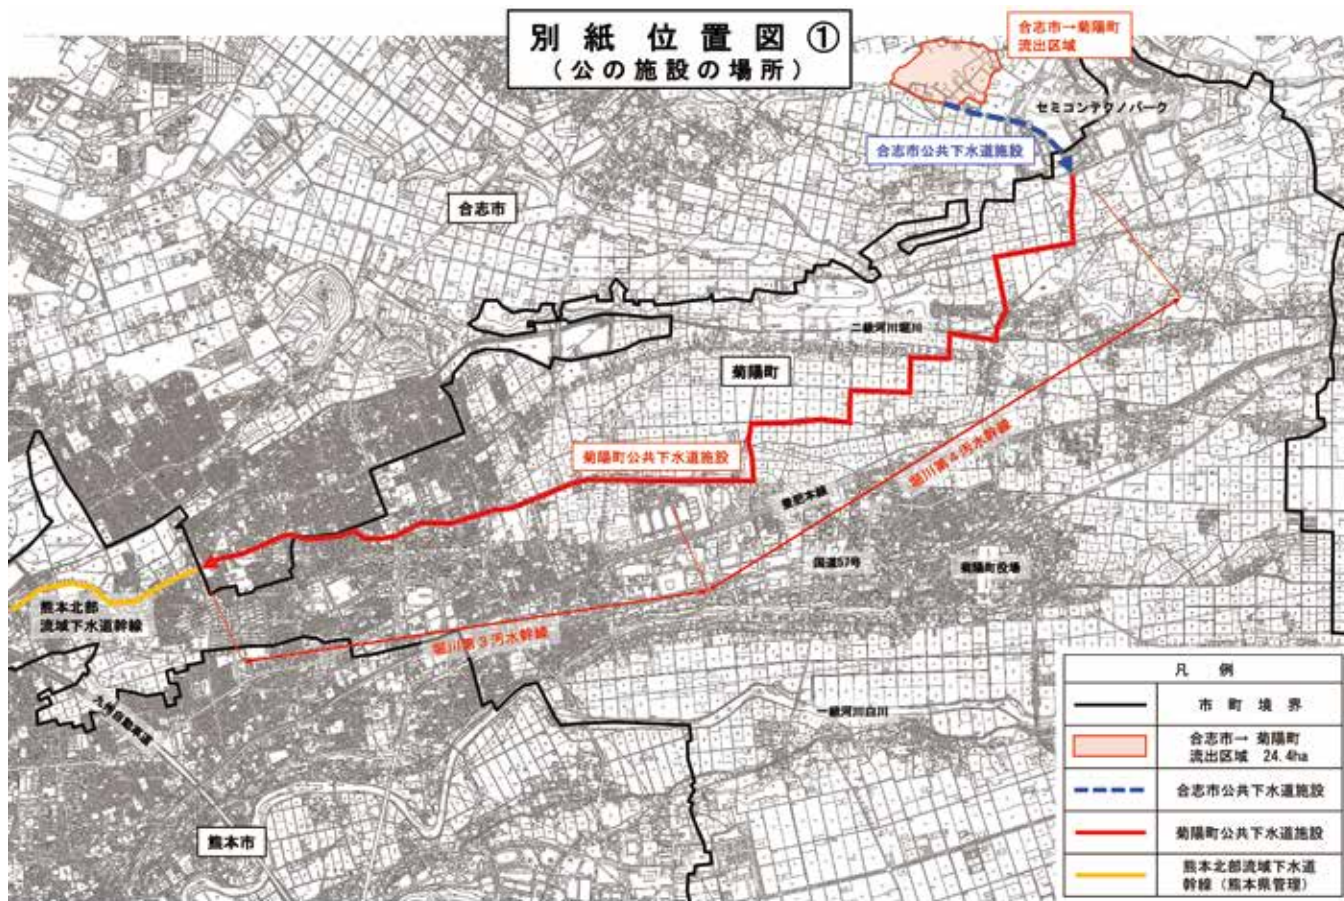 別紙位置図①
(公の施設の場所)
合志市→菊陽町
流出区域
セミコンテクノパーク
合志市公共下水道施設
合志市
二級河川堀川
菊陽町
菊陽町公共下水道施設
堀川第4汚水幹線
豊肥本線
国道57号
菊陽町役場
熊本北部
流域下水道幹線
堀川第3汚水幹線
九州自動車道
一級河川白川
熊本市
凡例
市町境界
合志市→ 菊陽町
流出区域 24.4ha
合志市公共下水道施設
菊陽町公共下水道施設
熊本北部流域下水道
幹線(熊本県管理)